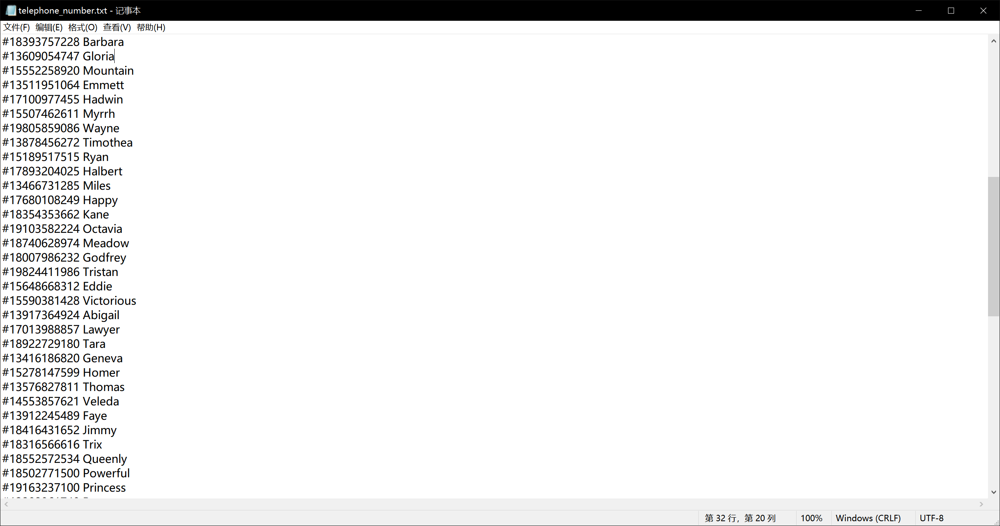 telephone_number.txt - 记事本
文件(F) 编辑(E) 格式(O) 查看(V) 帮助(H)
#18393757228 Barbara
#13609054747 Gloria
#15552258920 Mountain
#13511951064 Emmett
#17100977455 Hadwin
#15507462611 Myrrh
#19805859086 Wayne
#13878456272 Timothea
#15189517515 Ryan
#17893204025 Halbert
#13466731285 Miles
#17680108249 Happy
#18354353662 Kane
#19103582224 Octavia
#18740628974 Meadow
#18007986232 Godfrey
#19824411986 Tristan
#15648668312 Eddie
#15590381428 Victorious
#13917364924 Abigail
#17013988857 Lawyer
#18922729180 Tara
#13416186820 Geneva
#15278147599 Homer
#13576827811 Thomas
#14553857621 Veleda
#13912245489 Faye
#18416431652 Jimmy
#18316566616 Trix
#18552572534 Queenly
#18502771500 Powerful
#19163237100 Princess
第 32 行，第 20 列 100% Windows (CRLF) UTF-8